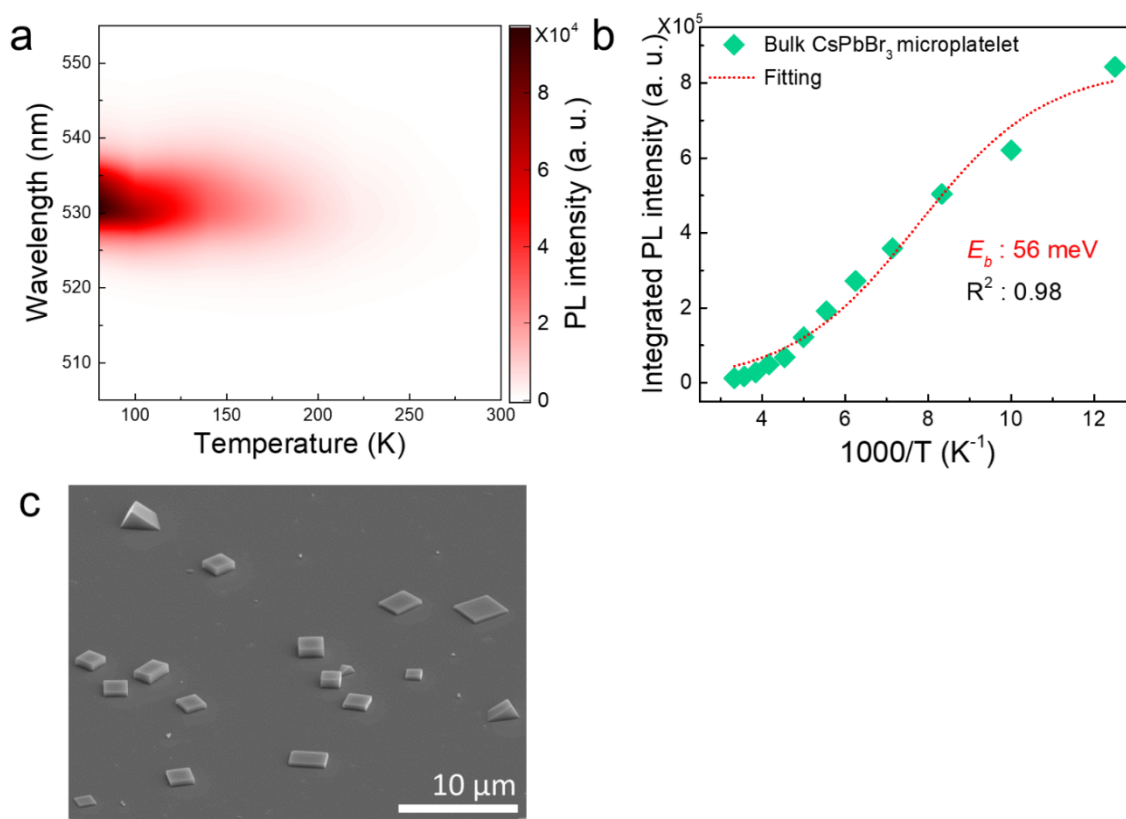 a
X10⁴
8
6
4
2
0
PL intensity (a. u.)
550
540
530
520
510
Wavelength (nm)
100 150 200 250 300
Temperature (K)
b
X10⁵
8
6
4
2
0
Integrated PL intensity (a. u.)
Bulk CsPbBr₃ microplatelet
Fitting
E_b : 56 meV
R² : 0.98
4 6 8 10 12
1000/T (K⁻¹)
c
10 µm